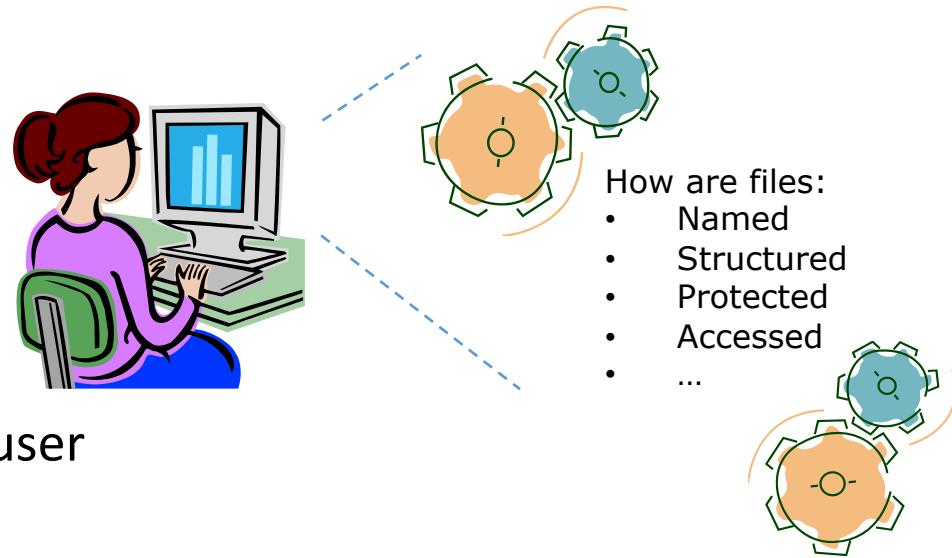 How are files:
• Named
• Structured
• Protected
• Accessed
• …
user